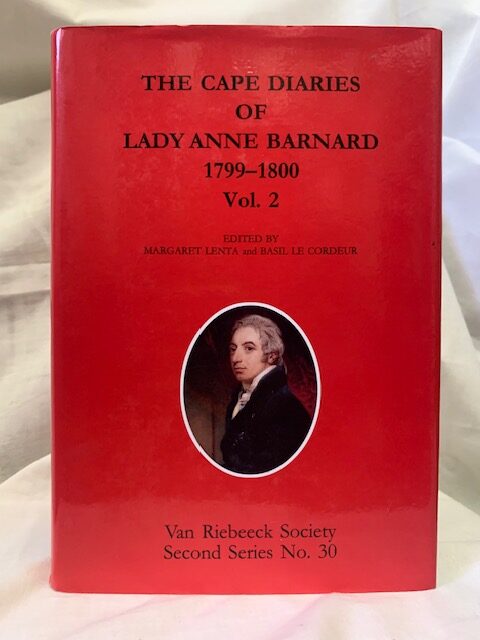 THE CAPE DIARIES
OF
LADY ANNE BARNARD
1799–1800
Vol. 2
EDITED BY
MARGARET LENTA and BASIL LE CORDEUR
Van Riebeeck Society
Second Series No. 30